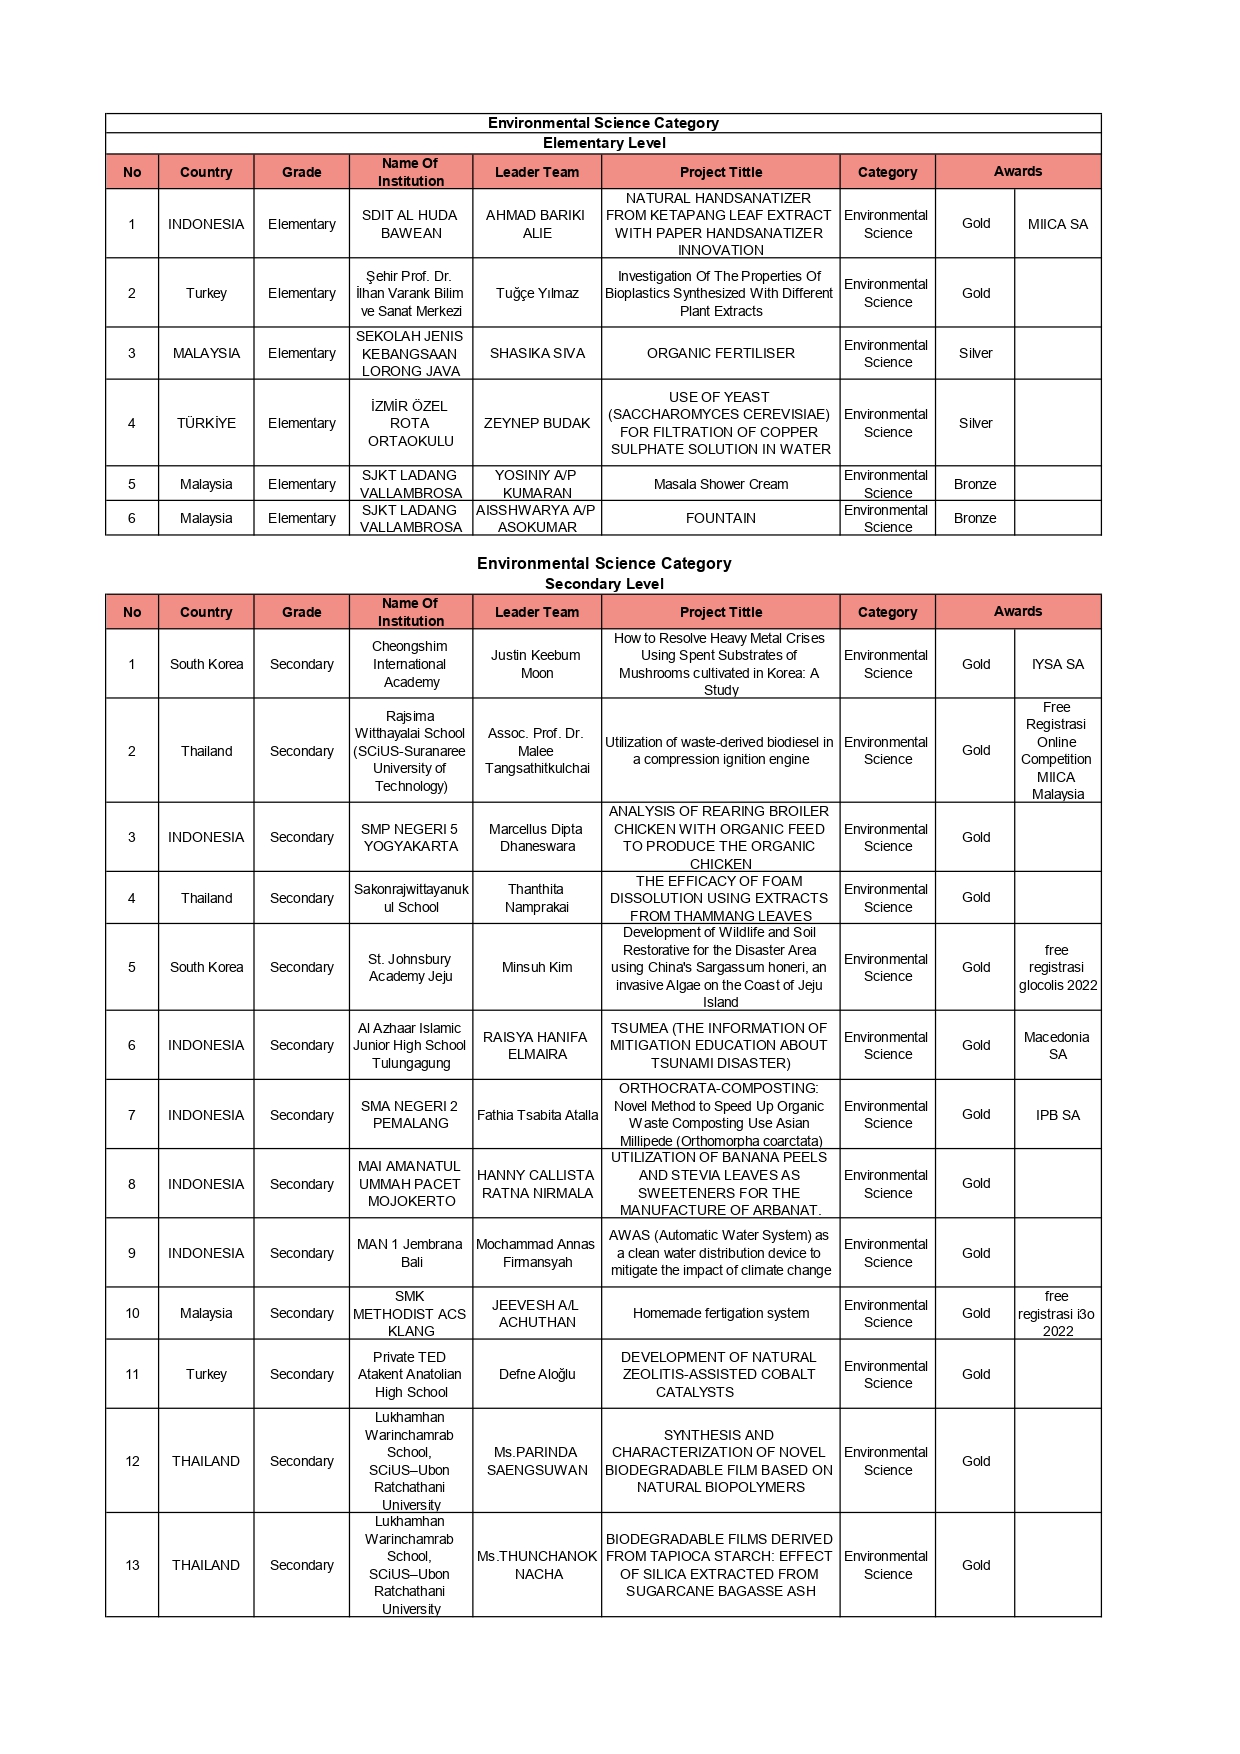 Environmental Science Category
Elementary Level
No Country Grade Name Of Institution Leader Team Project Tittle Category Awards
1 INDONESIA Elementary SDIT AL HUDA BAWEAN AHMAD BARIKI ALIE NATURAL HANDSANATIZER FROM KETAPANG LEAF EXTRACT WITH PAPER HANDSANATIZER INNOVATION Environmental Science Gold MIICA SA
2 Turkey Elementary Şehir Prof. Dr. İlhan Varank Bilim ve Sanat Merkezi Tuğçe Yılmaz Investigation Of The Properties Of Bioplastics Synthesized With Different Plant Extracts Environmental Science Gold
3 MALAYSIA Elementary SEKOLAH JENIS KEBANGSAAN LORONG JAVA SHASIKA SIVA ORGANIC FERTILISER Environmental Science Silver
4 TÜRKİYE Elementary İZMİR ÖZEL ROTA ORTAOKULU ZEYNEP BUDAK USE OF YEAST (SACCHAROMYCES CEREVISIAE) FOR FILTRATION OF COPPER SULPHATE SOLUTION IN WATER Environmental Science Silver
5 Malaysia Elementary SJKT LADANG VALLAMBROSA YOSINIY A/P KUMARAN Masala Shower Cream Environmental Science Bronze
6 Malaysia Elementary SJKT LADANG VALLAMBROSA AISSHWARYA A/P ASOKUMAR FOUNTAIN Environmental Science Bronze
Environmental Science Category
Secondary Level
No Country Grade Name Of Institution Leader Team Project Tittle Category Awards
1 South Korea Secondary Cheongshim International Academy Justin Keebum Moon How to Resolve Heavy Metal Crises Using Spent Substrates of Mushrooms cultivated in Korea: A Study Environmental Science Gold IYSA SA
2 Thailand Secondary Rajsima Witthayalai School (SCiUS-Suranaree University of Technology) Assoc. Prof. Dr. Malee Tangsathitkulchai Utilization of waste-derived biodiesel in a compression ignition engine Environmental Science Gold Free Registrasi Online Competition MIICA Malaysia
3 INDONESIA Secondary SMP NEGERI 5 YOGYAKARTA Marcellus Dipta Dhaneswara ANALYSIS OF REARING BROILER CHICKEN WITH ORGANIC FEED TO PRODUCE THE ORGANIC CHICKEN Environmental Science Gold
4 Thailand Secondary Sakonrajwittayanukul School Thanthita Namprakai THE EFFICACY OF FOAM DISSOLUTION USING EXTRACTS FROM THAMMANG LEAVES Environmental Science Gold
5 South Korea Secondary St. Johnsbury Academy Jeju Minsuh Kim Development of Wildlife and Soil Restorative for the Disaster Area using China's Sargassum honeri, an invasive Algae on the Coast of Jeju Island Environmental Science Gold free registrasi glocolis 2022
6 INDONESIA Secondary Al Azhaar Islamic Junior High School Tulungagung RAISYA HANIFA ELMAIRA TSUMEA (THE INFORMATION OF MITIGATION EDUCATION ABOUT TSUNAMI DISASTER) Environmental Science Gold Macedonia SA
7 INDONESIA Secondary SMA NEGERI 2 PEMALANG Fathia Tsabita Atalla ORTHOCRATA-COMPOSTING: Novel Method to Speed Up Organic Waste Composting Use Asian Millipede (Orthomorpha coarctata) Environmental Science Gold IPB SA
8 INDONESIA Secondary MAI AMANATUL UMMAH PACET MOJOKERTO HANNY CALLISTA RATNA NIRMALA UTILIZATION OF BANANA PEELS AND STEVIA LEAVES AS SWEETENERS FOR THE MANUFACTURE OF ARBANAT. Environmental Science Gold
9 INDONESIA Secondary MAN 1 Jembrana Bali Mochammad Annas Firmansyah AWAS (Automatic Water System) as a clean water distribution device to mitigate the impact of climate change Environmental Science Gold
10 Malaysia Secondary SMK METHODIST ACS KLANG JEEVESH A/L ACHUTHAN Homemade fertigation system Environmental Science Gold free registrasi i3o 2022
11 Turkey Secondary Private TED Atakent Anatolian High School Defne Aloğlu DEVELOPMENT OF NATURAL ZEOLITIS-ASSISTED COBALT CATALYSTS Environmental Science Gold
12 THAILAND Secondary Lukhamhan Warinchamrab School, SCiUS–Ubon Ratchathani University Ms.PARINDA SAENGSUWAN SYNTHESIS AND CHARACTERIZATION OF NOVEL BIODEGRADABLE FILM BASED ON NATURAL BIOPOLYMERS Environmental Science Gold
13 THAILAND Secondary Lukhamhan Warinchamrab School, SCiUS–Ubon Ratchathani University Ms.THUNCHANOK NACHA BIODEGRADABLE FILMS DERIVED FROM TAPIOCA STARCH: EFFECT OF SILICA EXTRACTED FROM SUGARCANE BAGASSE ASH Environmental Science Gold